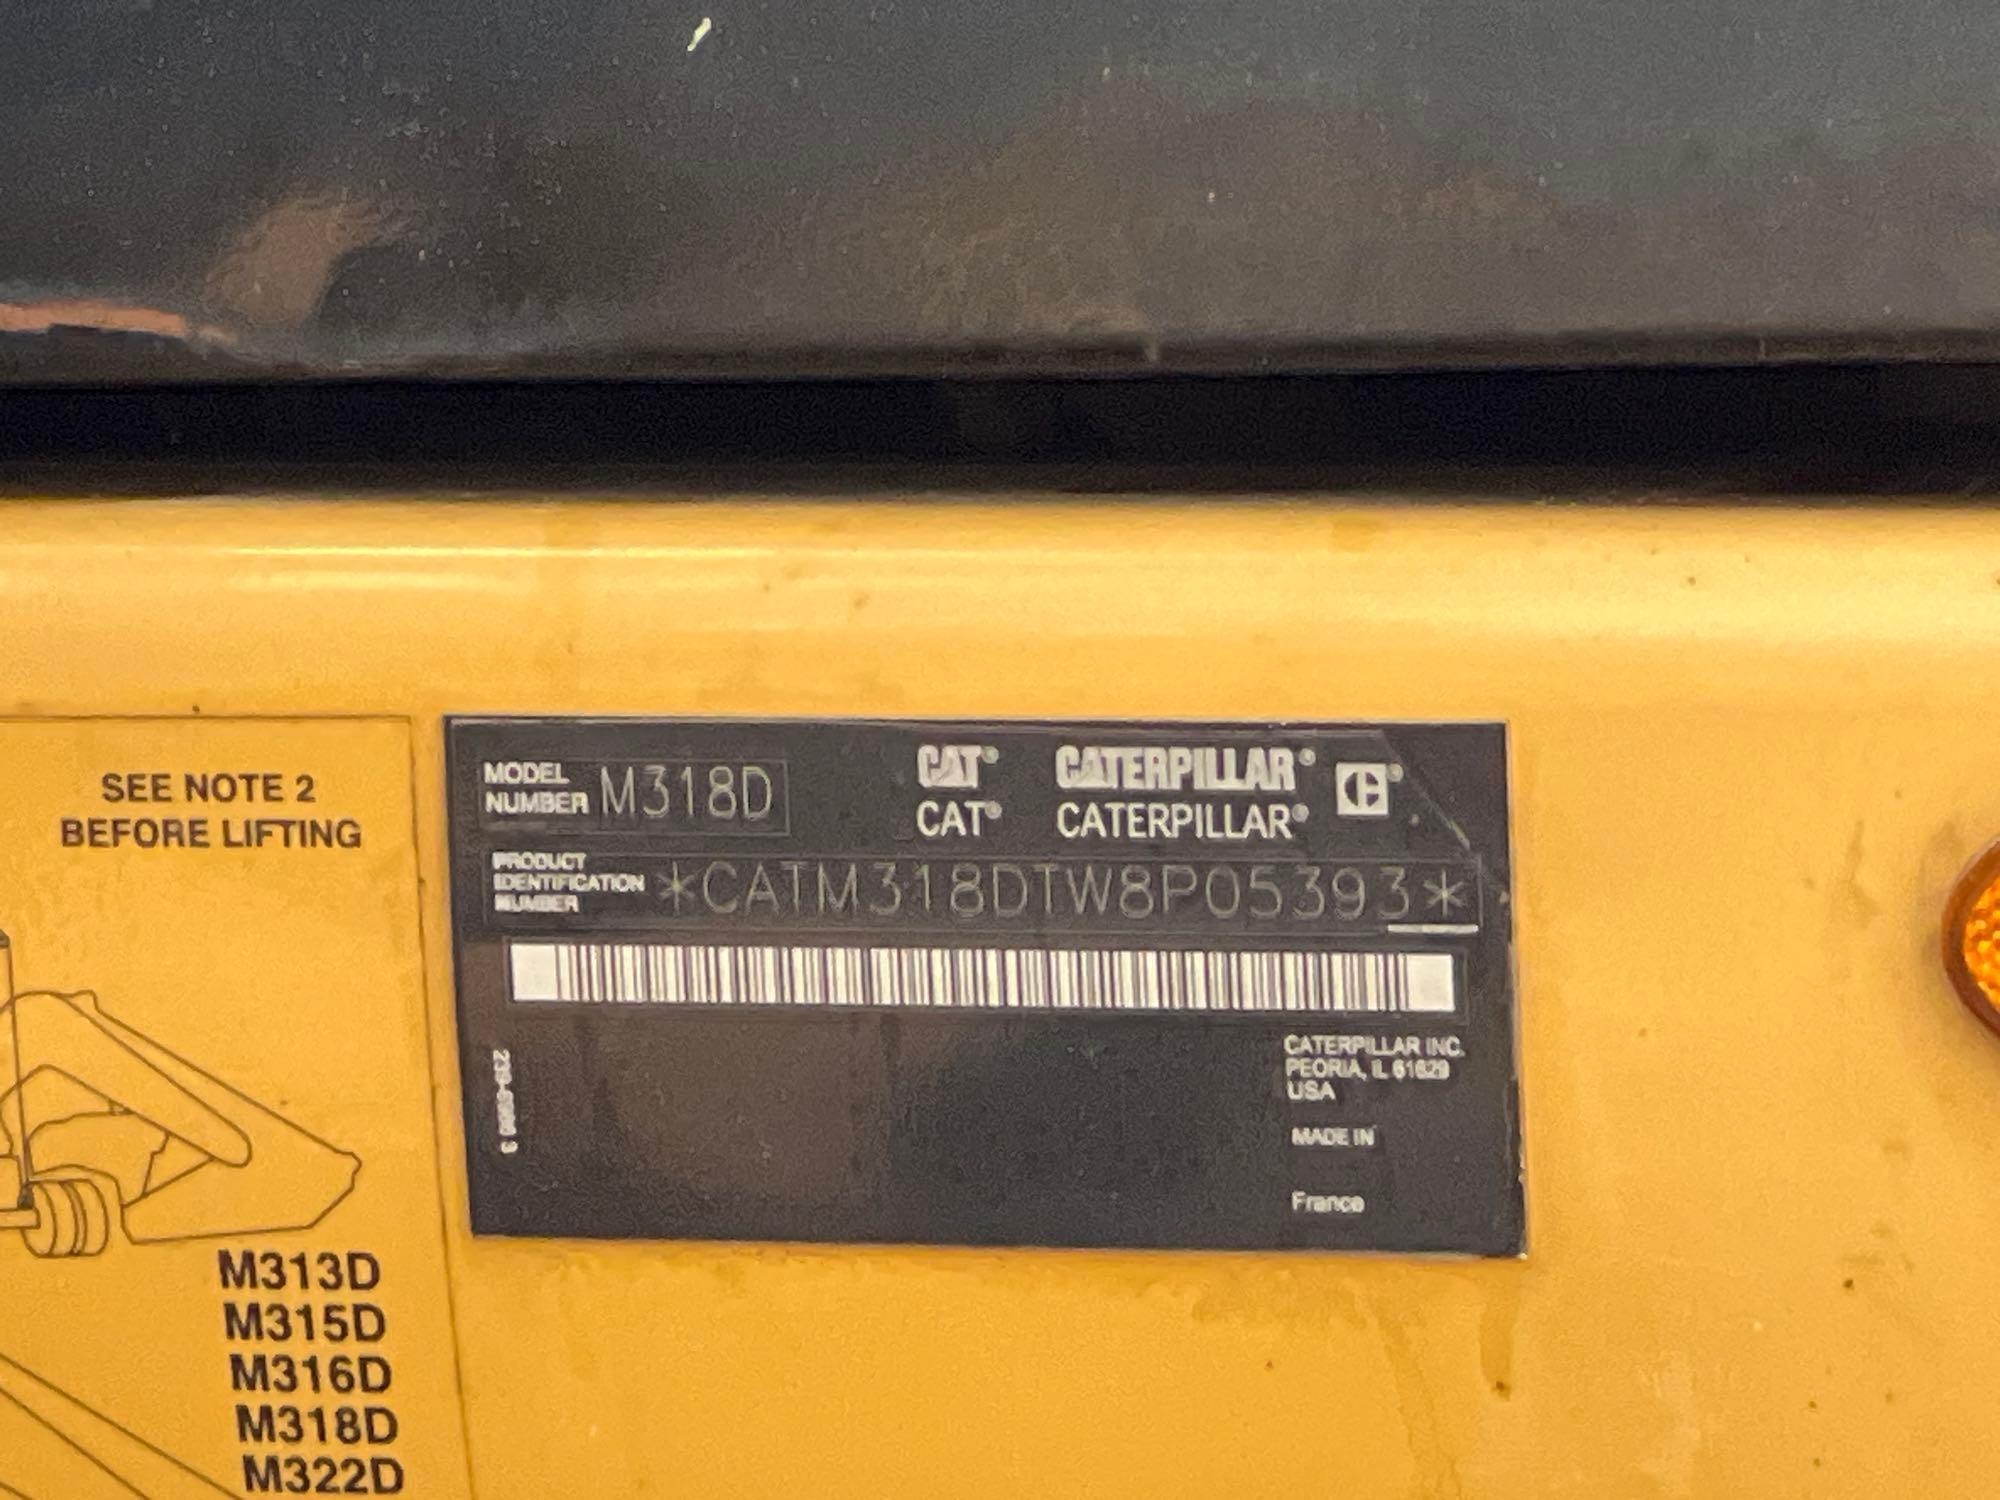 SEE NOTE 2
BEFORE LIFTING
M313D
M315D
M316D
M318D
M322D
MODEL
NUMBER M318D
CAT® CATERPILLAR® ®
CAT® CATERPILLAR®
PRODUCT
IDENTIFICATION
NUMBER
*CATM318DTW8P05393*
CATERPILLAR INC.
PEORIA, IL 61629
USA
MADE IN
France